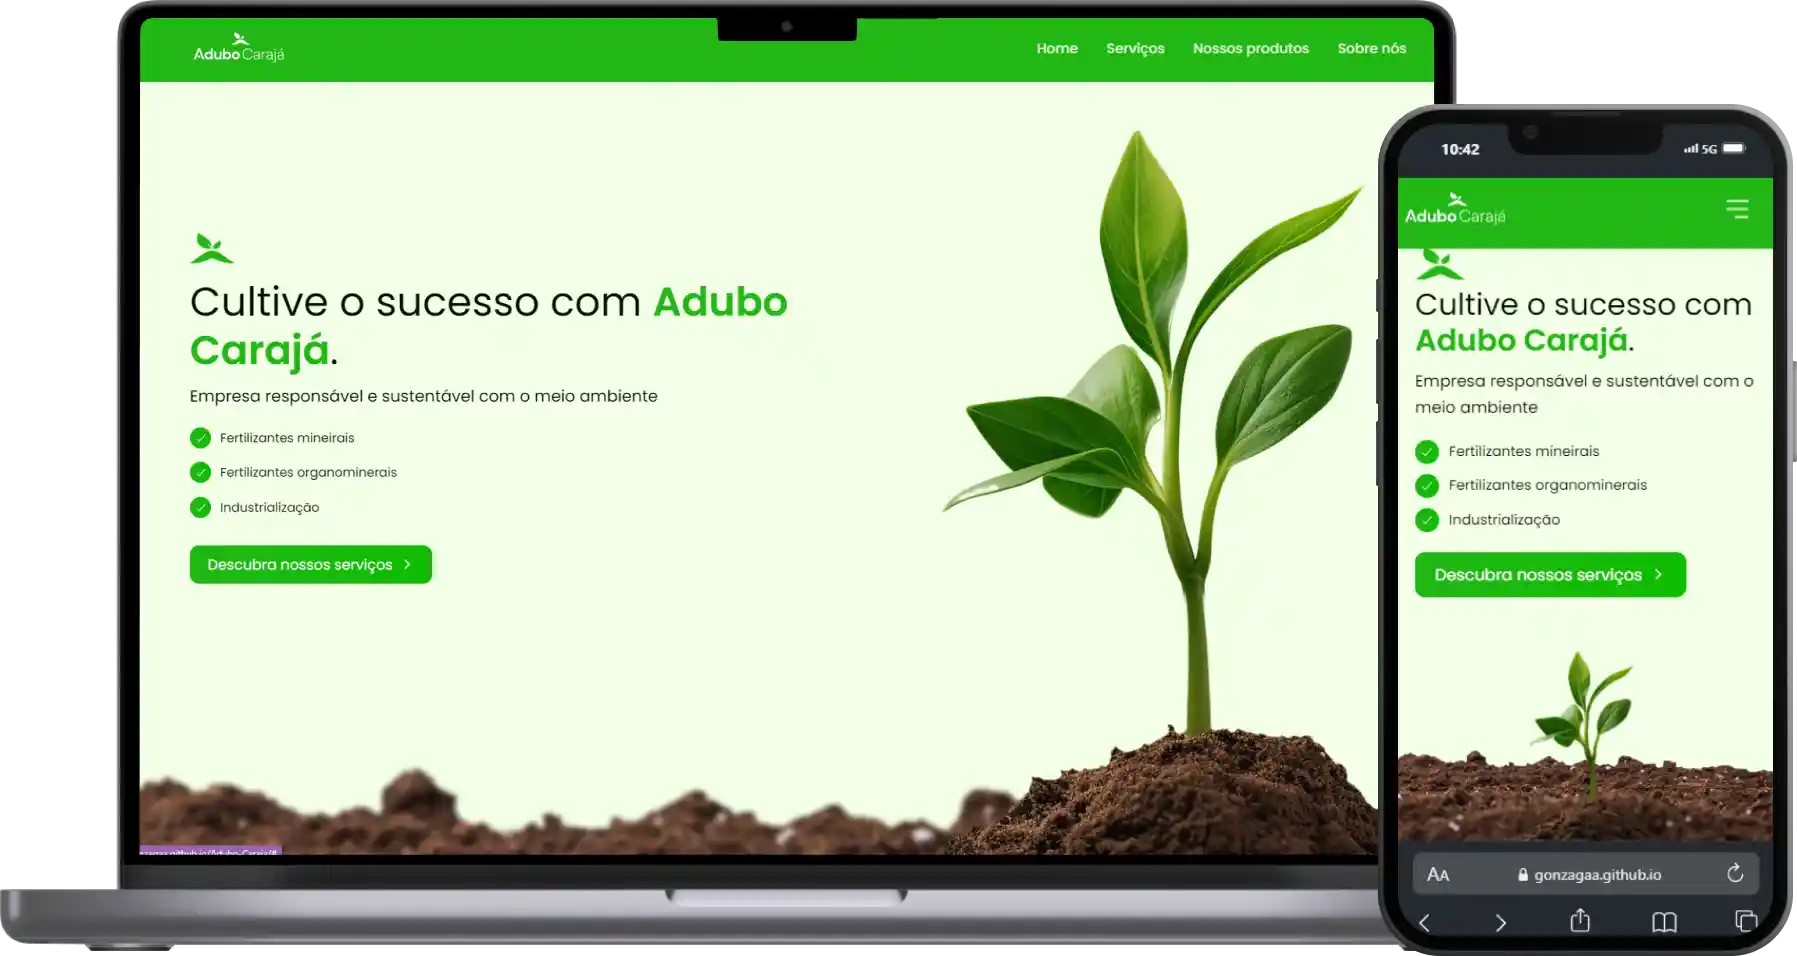 Adubo Carajá
Home Serviços Nossos produtos Sobre nós
Cultive o sucesso com Adubo
Carajá.
Empresa responsável e sustentável com o meio ambiente
Fertilizantes mineirais
Fertilizantes organominerais
Industrialização
Descubra nossos serviços
10:42
5G
Adubo Carajá
Cultive o sucesso com
Adubo Carajá.
Empresa responsável e sustentável com o
meio ambiente
Fertilizantes mineirais
Fertilizantes organominerais
Industrialização
Descubra nossos serviços
AA gonzagaa.github.io